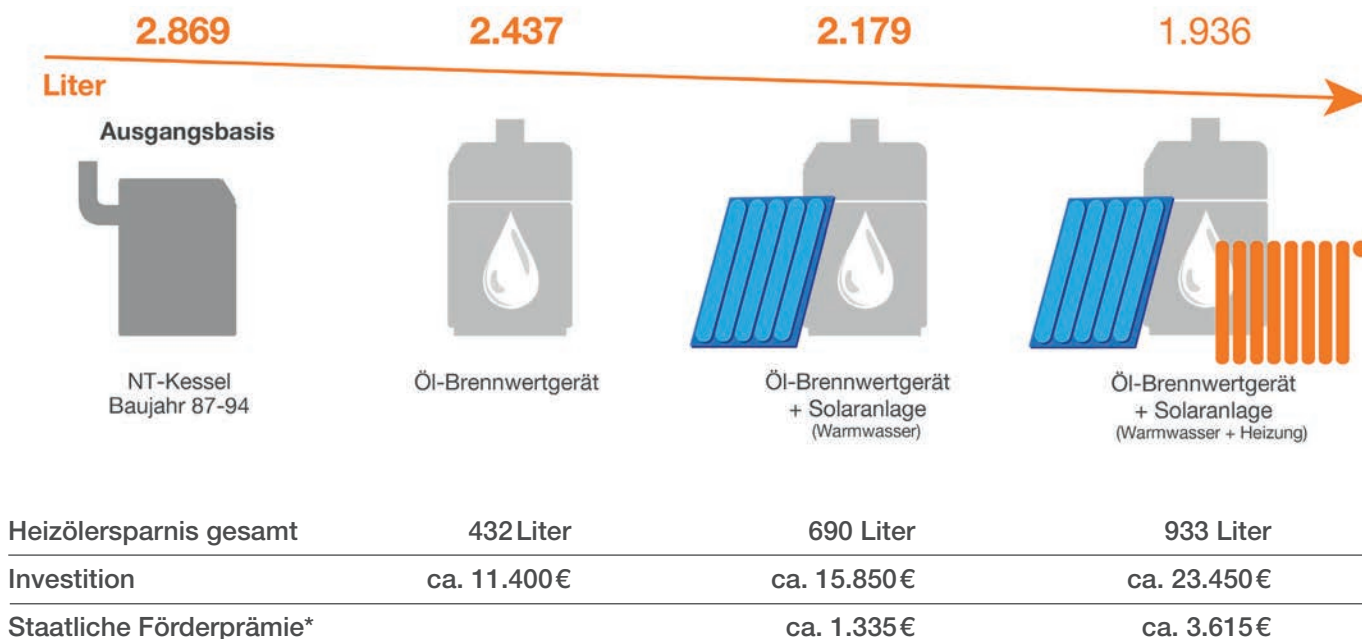 2.869 2.437 2.179 1.936
Liter
Ausgangsbasis
NT-Kessel
Baujahr 87-94
Öl-Brennwertgerät
Öl-Brennwertgerät
+ Solaranlage
(Warmwasser)
Öl-Brennwertgerät
+ Solaranlage
(Warmwasser + Heizung)
Heizölersparnis gesamt 432 Liter 690 Liter 933 Liter
Investition ca. 11.400 € ca. 15.850 € ca. 23.450 €
Staatliche Förderprämie* ca. 1.335 € ca. 3.615 €